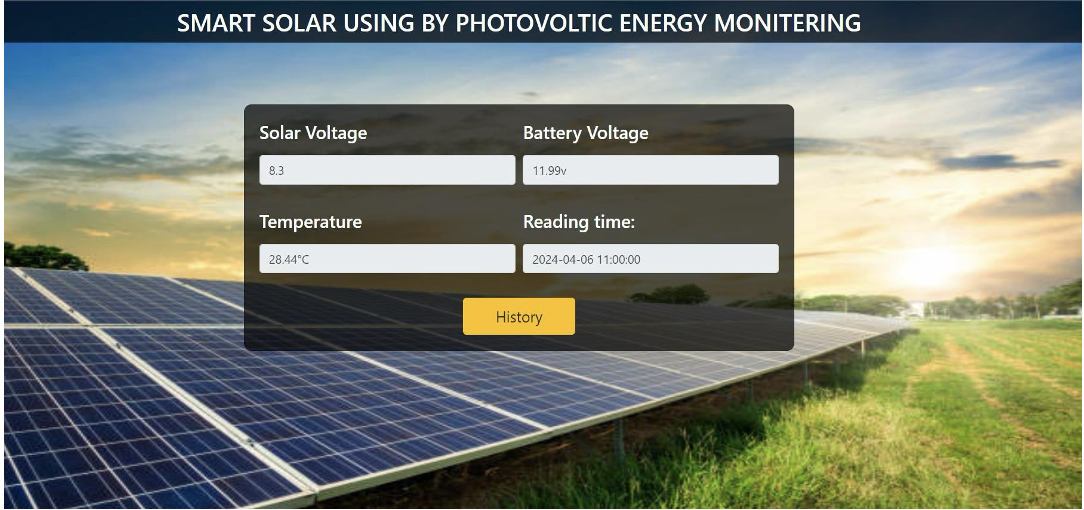 SMART SOLAR USING BY PHOTOVOLTIC ENERGY MONITERING
Solar Voltage
Battery Voltage
8.3
11.99v
Temperature
Reading time:
28.44°C
2024-04-06 11:00:00
History